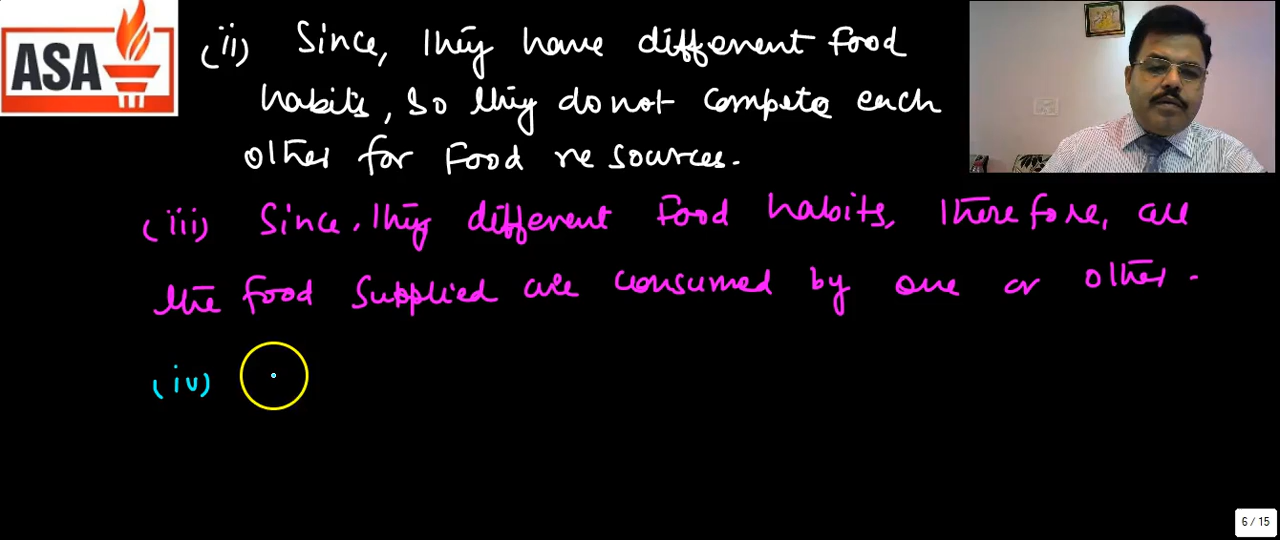 ASA
(ii) Since, they have different food
habits, so they do not compete each
other for food resources.
(iii) Since, they different food habits, therefore, all
the food supplied are consumed by one or other.
(iv)
6 / 15